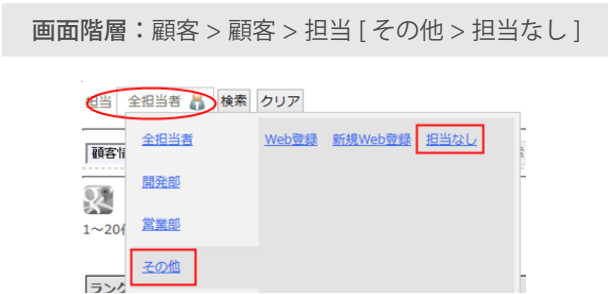 画面階層：顧客 > 顧客 > 担当 [ その他 > 担当なし ]
担当 全担当者 検索 クリア
全担当者 Web登録 新規Web登録 担当なし
顧客情
開発部
営業部
1～20件
その他
ランク